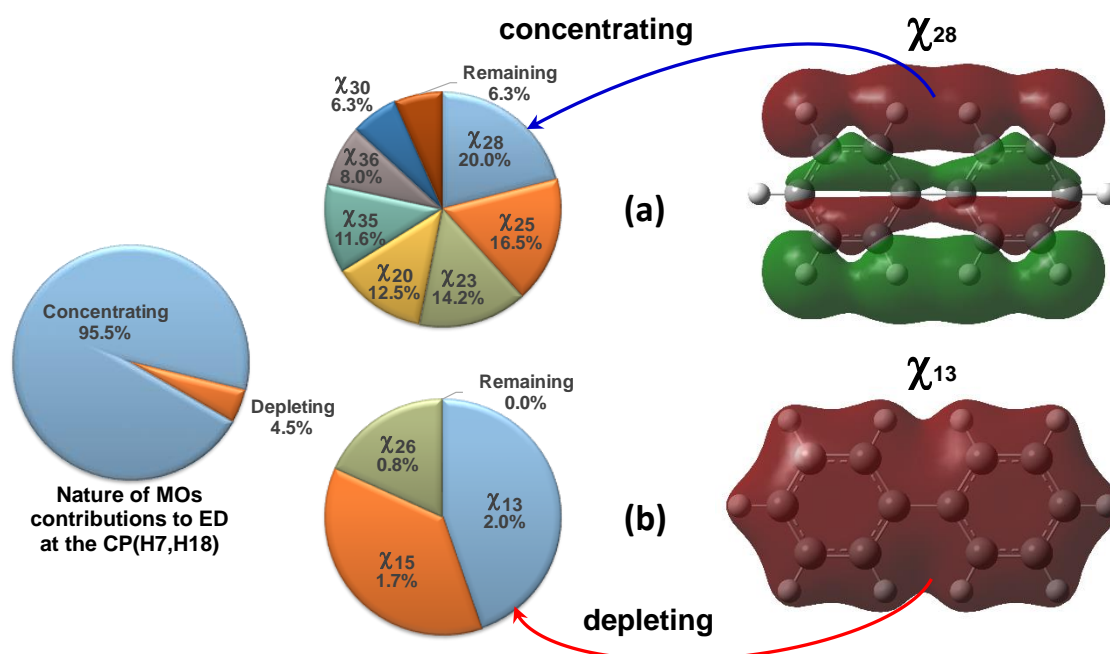 concentrating
χ28
Remaining
6.3%
χ30
6.3%
χ28
20.0%
χ36
8.0%
χ25
16.5%
χ35
11.6%
χ20
12.5%
χ23
14.2%
(a)
Concentrating
95.5%
Depleting
4.5%
Nature of MOs
contributions to ED
at the CP(H7,H18)
Remaining
0.0%
χ26
0.8%
χ13
2.0%
χ15
1.7%
(b)
χ13
depleting